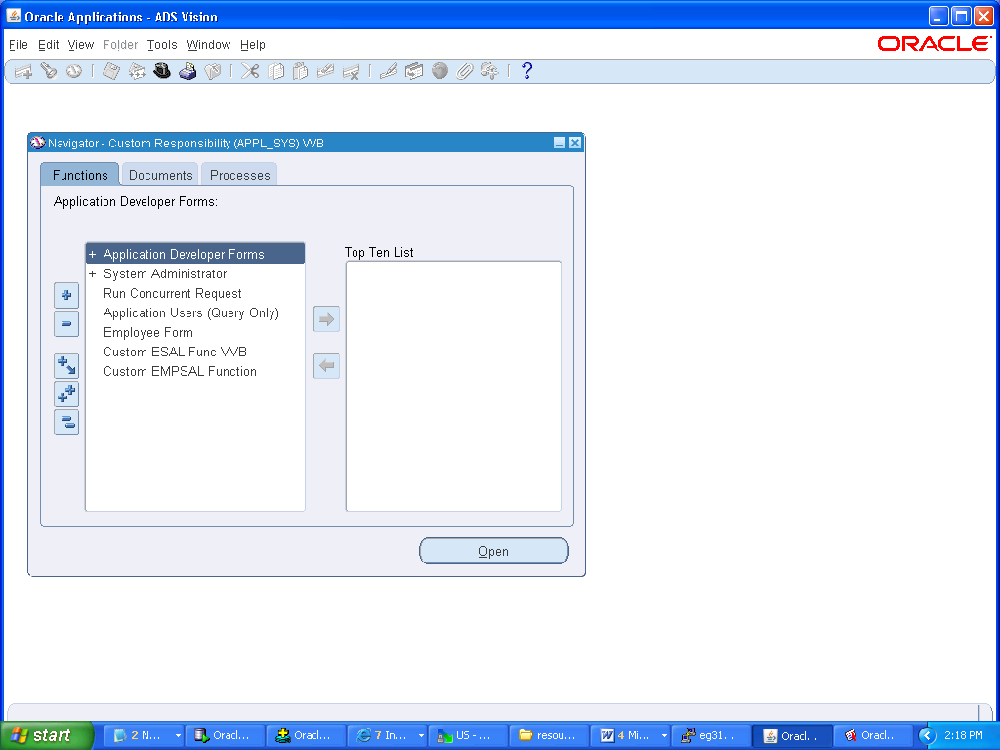 Oracle Applications - ADS Vision
File Edit View Folder Tools Window Help
ORACLE
?
Navigator - Custom Responsibility (APPL_SYS) VVB
Functions Documents Processes
Application Developer Forms:
Top Ten List
+ Application Developer Forms
+ System Administrator
Run Concurrent Request
Application Users (Query Only)
Employee Form
Custom ESAL Func VVB
Custom EMPSAL Function
Open
start 2 N... Oracl... Oracl... 7 In... US - ... resou... 4 Mi... eg31... Oracl... Oracl... 2:18 PM